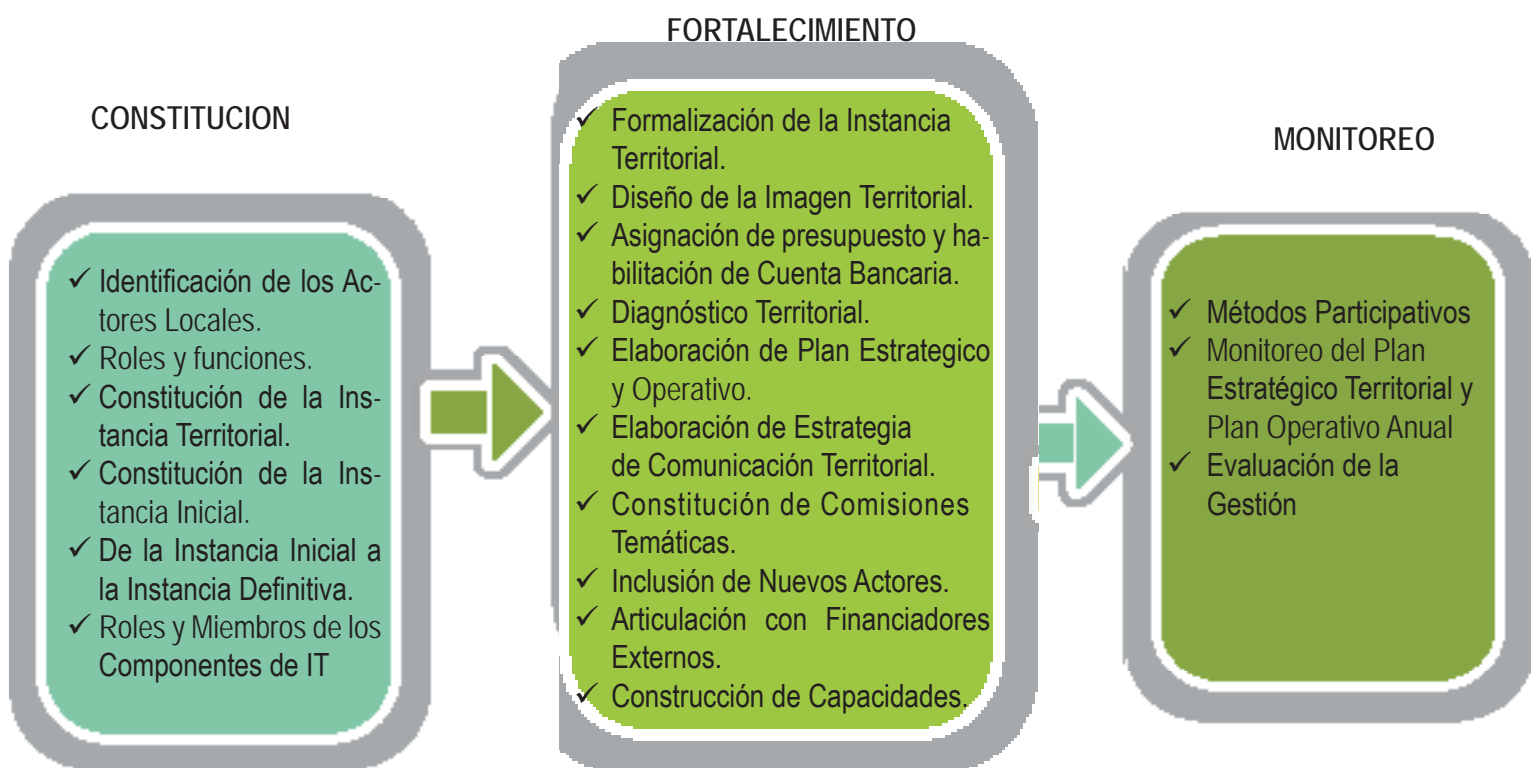 CONSTITUCION
✓ Identificación de los Ac-
tores Locales.
✓ Roles y funciones.
✓ Constitución de la Ins-
tancia Territorial.
✓ Constitución de la Ins-
tancia Inicial.
✓ De la Instancia Inicial a
la Instancia Definitiva.
✓ Roles y Miembros de los
Componentes de IT
FORTALECIMIENTO
✓ Formalización de la Instancia
Territorial.
✓ Diseño de la Imagen Territorial.
✓ Asignación de presupuesto y ha-
bilitación de Cuenta Bancaria.
✓ Diagnóstico Territorial.
✓ Elaboración de Plan Estrategico
y Operativo.
✓ Elaboración de Estrategia
de Comunicación Territorial.
✓ Constitución de Comisiones
Temáticas.
✓ Inclusión de Nuevos Actores.
✓ Articulación con Financiadores
Externos.
✓ Construcción de Capacidades.
MONITOREO
✓ Métodos Participativos
✓ Monitoreo del Plan
Estratégico Territorial y
Plan Operativo Anual
✓ Evaluación de la
Gestión